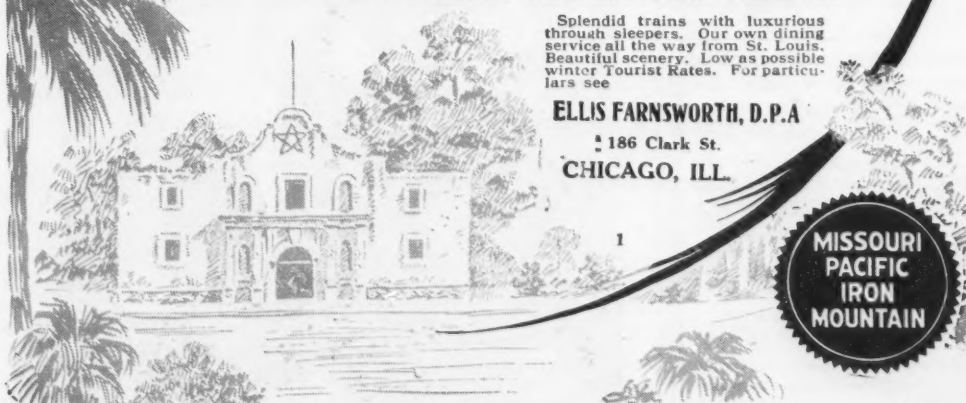 Splendid trains with luxurious
through sleepers. Our own dining
service all the way from St. Louis.
Beautiful scenery. Low as possible
winter Tourist Rates. For particu-
lars see
ELLIS FARNSWORTH, D.P.A
186 Clark St.
CHICAGO, ILL.
1
MISSOURI
PACIFIC
IRON
MOUNTAIN